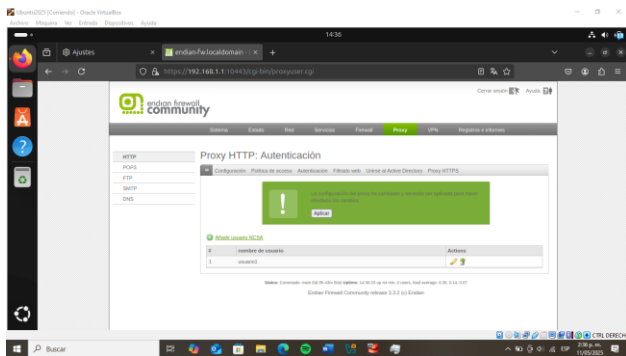 Ubuntu2023 [Corriendo] - Oracle VirtualBox
Archivo Máquina Ver Entrada Dispositivos Ayuda
14:36
Ajustes
endian-fw.localdomain -
https://192.168.1.1:10443/cgi-bin/proxyuser.cgi
Cerrar sesión Ayuda
endian firewall
community
Sistema Estado Red Servicios Firewall Proxy VPN Registros e informes
HTTP
POP3
FTP
SMTP
DNS
Proxy HTTP: Autenticación
Configuración Política de acceso Autenticación Filtrado web Unirse al Active Directory Proxy HTTPS
Aplicar
Añadir usuario NCSA
# nombre de usuario Actions
1 usuario1
Endian Firewall Community release 3.3.2 (c) Endian
CTRL DERECH
Buscar
ESP
2:36 p. m.
11/05/2025